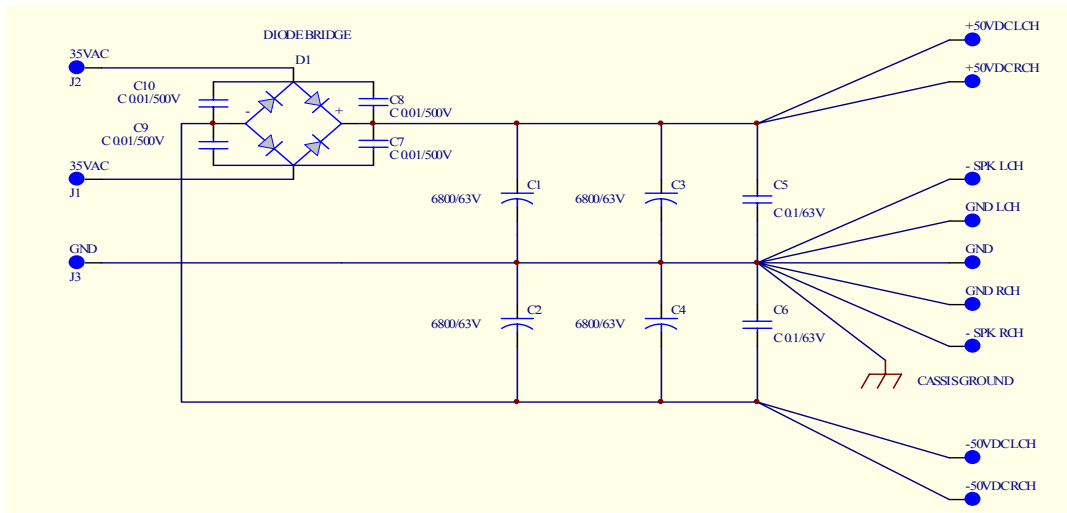 DIODE BRIDGE
D1
35VAC
J2
C10
C 0.01/500V
C9
C 0.01/500V
-
+
C8
C 0.01/500V
C7
C 0.01/500V
35VAC
J1
GND
J3
C1
6800/63V
C3
6800/63V
C5
C 0.1/63V
C2
6800/63V
C4
6800/63V
C6
C 0.1/63V
+50VDC LCH
+50VDC RCH
- SPK LCH
GND LCH
GND
GND RCH
- SPK RCH
CASSIS GROUND
-50VDC LCH
-50VDC RCH